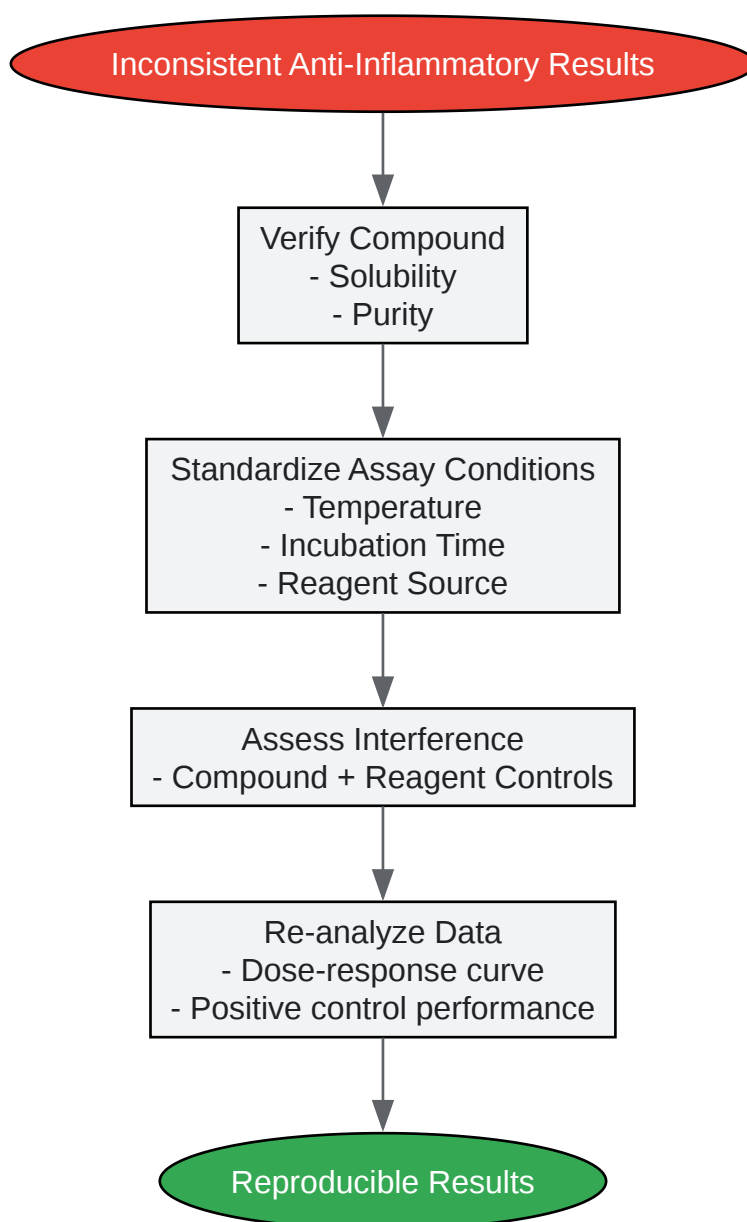 Inconsistent Anti-Inflammatory Results
Verify Compound
- Solubility
- Purity
Standardize Assay Conditions
- Temperature
- Incubation Time
- Reagent Source
Assess Interference
- Compound + Reagent Controls
Re-analyze Data
- Dose-response curve
- Positive control performance
Reproducible Results